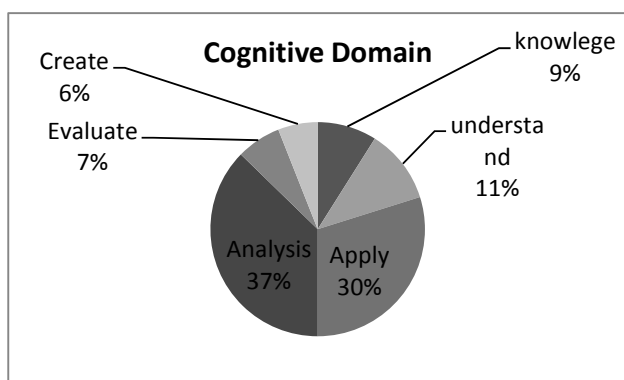 Cognitive Domain
knowlege
9%
understa
nd
11%
Apply
30%
Analysis
37%
Evaluate
7%
Create
6%